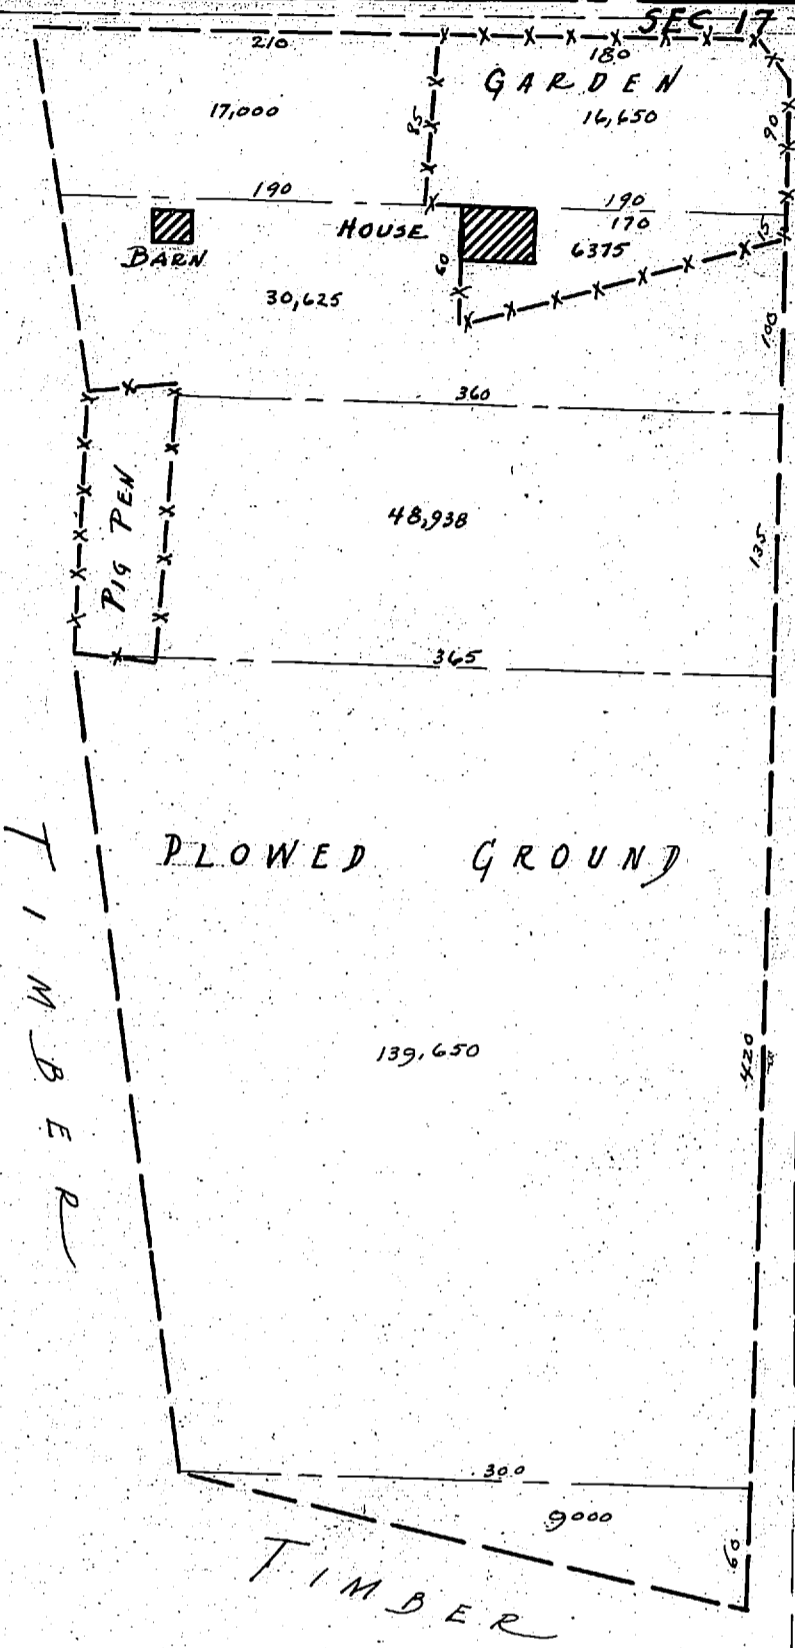 SEC. 17
210
180
GARDEN
17,000
85
16,650
90
190
190
HOUSE
170
15
BARN
60
6375
30,625
100
360
PIG PEN
48,938
135
365
PLOWED GROUND
TIMBER
139,650
420
300
9000
60
TIMBER